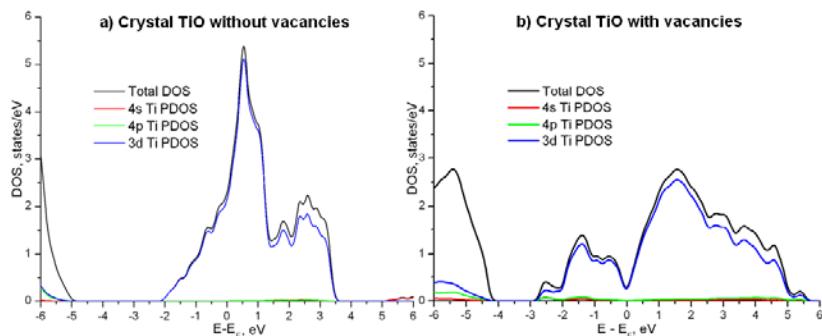 a) Crystal TiO without vacancies
Total DOS
4s Ti PDOS
4p Ti PDOS
3d Ti PDOS
DOS, states/eV
6
5
4
3
2
1
0
-6 -5 -4 -3 -2 -1 0 1 2 3 4 5 6
b) Crystal TiO with vacancies
Total DOS
4s Ti PDOS
4p Ti PDOS
3d Ti PDOS
DOS, states/eV
6
5
4
3
2
1
0
-6 -5 -4 -3 -2 -1 0 1 2 3 4 5 6